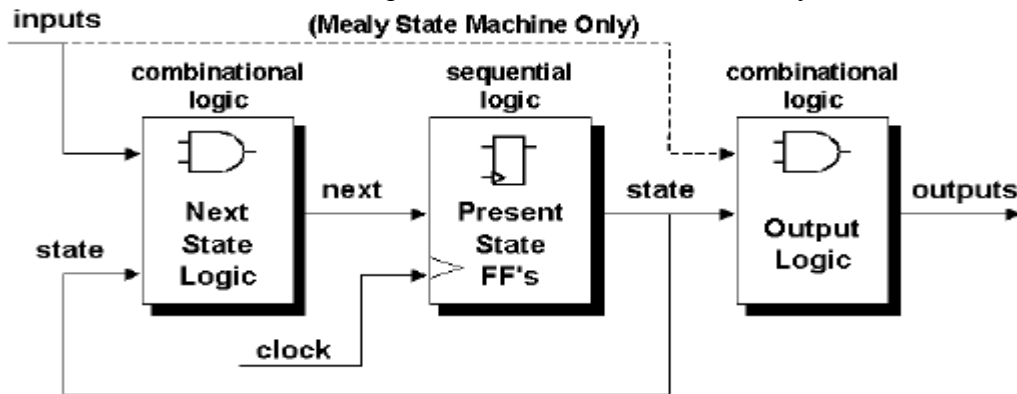 inputs
(Mealy State Machine Only)
combinational
logic
sequential
logic
combinational
logic
next
state
outputs
state
Next
State
Logic
Present
State
FF's
Output
Logic
clock